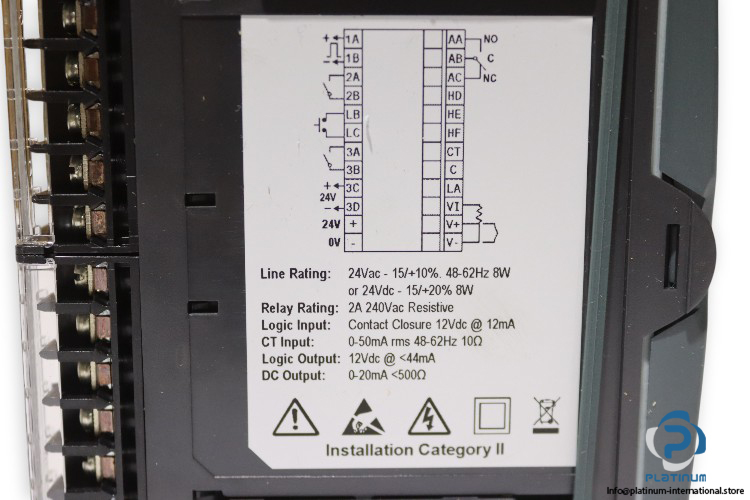 + 1A AA NO
- 1B AB C
2A AC NC
2B HD
LB HE
LC HF
3A CT
3B C
+ 3C LA
24V
- 3D VI
24V + V+
0V - V-
Line Rating: 24Vac - 15/+10%. 48-62Hz 8W
or 24Vdc - 15/+20% 8W
Relay Rating: 2A 240Vac Resistive
Logic Input: Contact Closure 12Vdc @ 12mA
CT Input: 0-50mA rms 48-62Hz 10Ω
Logic Output: 12Vdc @ <44mA
DC Output: 0-20mA <500Ω
Installation Category II
PLATINUM
Info@platinum-international.store